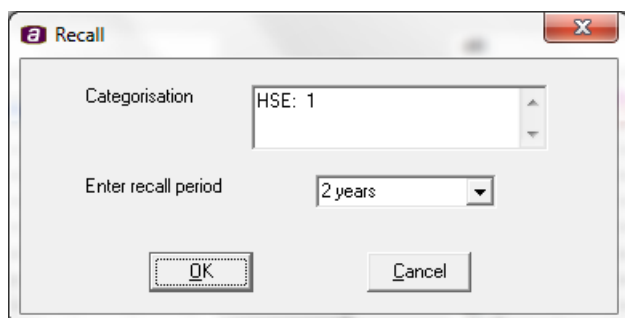 a Recall
Categorisation
HSE: 1
Enter recall period
2 years
OK
Cancel